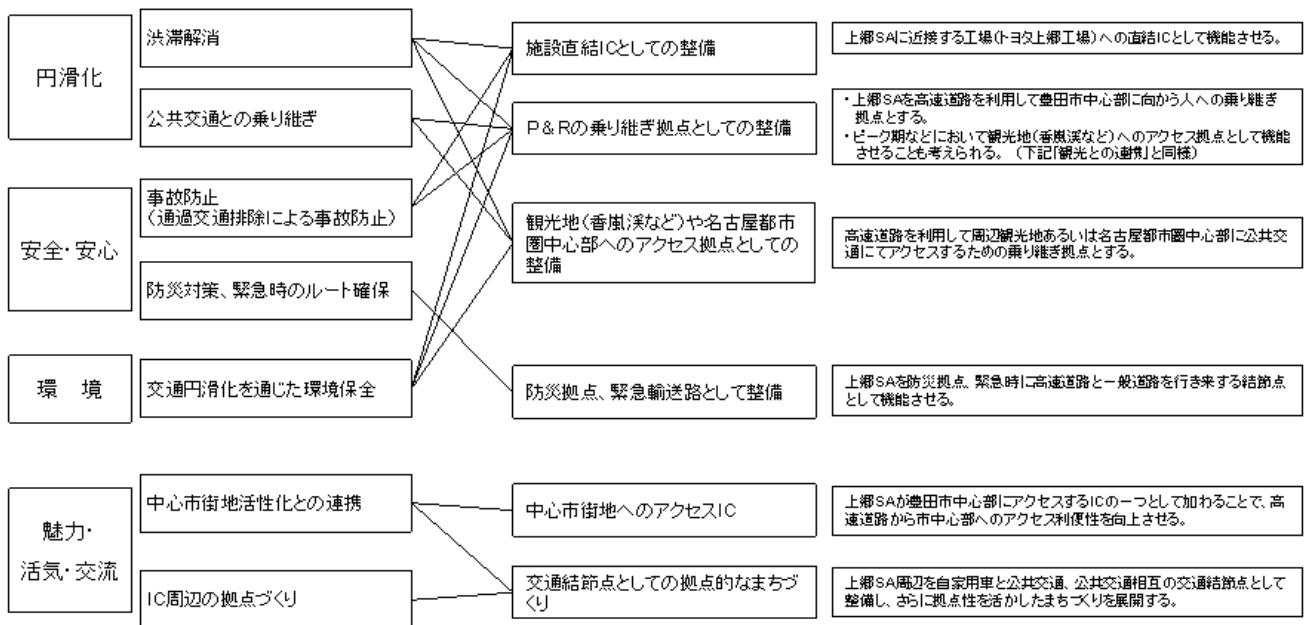 円滑化
渋滞解消
公共交通との乗り継ぎ
安全・安心
事故防止
（通過交通排除による事故防止）
防災対策、緊急時のルート確保
環　境
交通円滑化を通じた環境保全
魅力・
活気・交流
中心市街地活性化との連携
IC周辺の拠点づくり
施設直結ICとしての整備
P＆Rの乗り継ぎ拠点としての整備
観光地（香嵐渓など）や名古屋都市
圏中心部へのアクセス拠点としての
整備
防災拠点、緊急輸送路として整備
中心市街地へのアクセスIC
交通結節点としての拠点的なまちづ
くり
上郷SAに近接する工場（トヨタ上郷工場）への直結ICとして機能させる。
・上郷SAを高速道路を利用して豊田市中心部に向かう人への乗り継ぎ
拠点とする。
・ピーク期などにおいて観光地（香嵐渓など）へのアクセス拠点として機能
させることも考えられる。（下記「観光との連携」と同様）
高速道路を利用して周辺観光地あるいは名古屋都市圏中心部に公共交
通にてアクセスするための乗り継ぎ拠点とする。
上郷SAを防災拠点、緊急時に高速道路と一般道路を行き来する結節点
として機能させる。
上郷SAが豊田市中心部にアクセスするICの一つとして加わることで、高
速道路から市中心部へのアクセス利便性を向上させる。
上郷SA周辺を自家用車と公共交通、公共交通相互の交通結節点として
整備し、さらに拠点性を活かしたまちづくりを展開する。